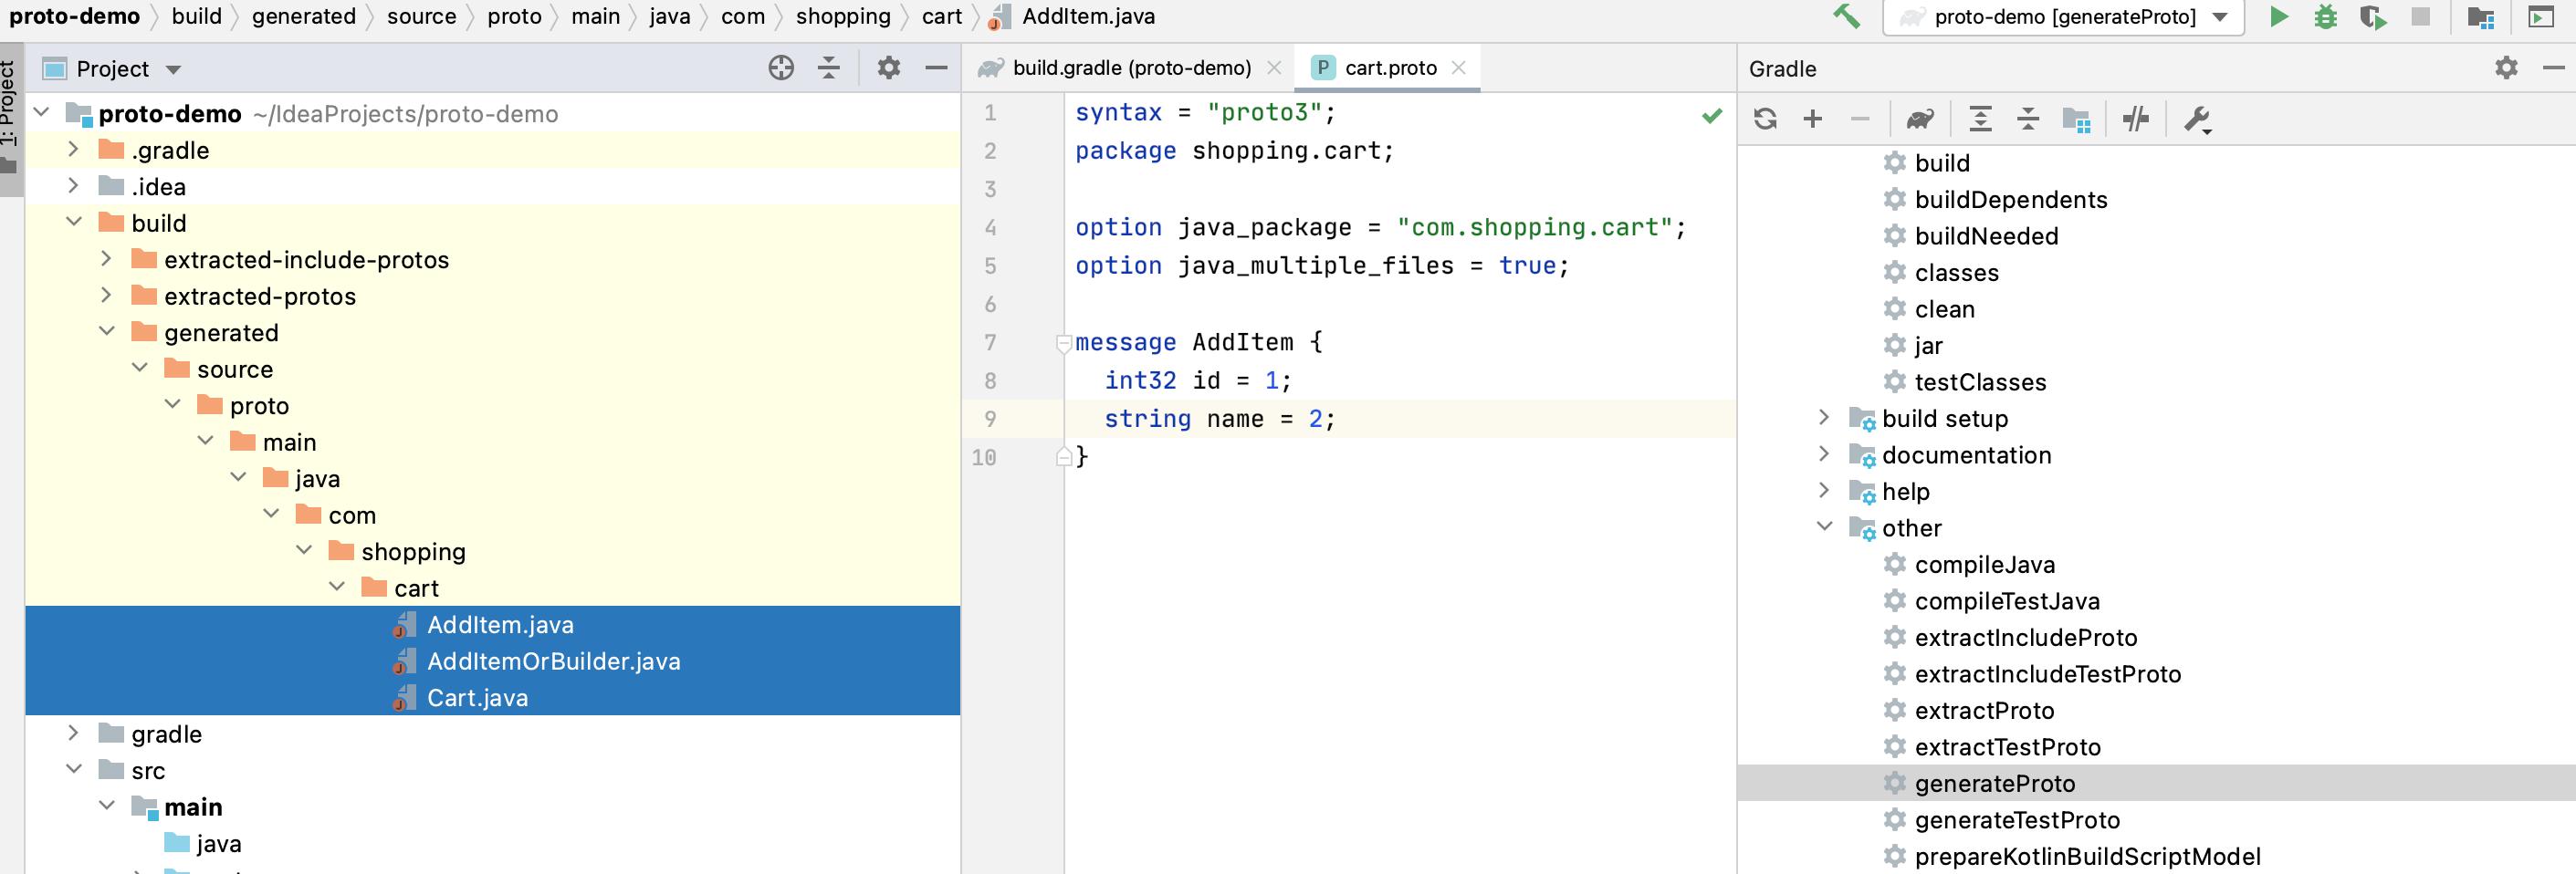 proto-demo build generated source proto main java com shopping cart AddItem.java proto-demo [generateProto]
1: Project
Project
proto-demo ~/IdeaProjects/proto-demo
.gradle
.idea
build
extracted-include-protos
extracted-protos
generated
source
proto
main
java
com
shopping
cart
AddItem.java
AddItemOrBuilder.java
Cart.java
gradle
src
main
java
build.gradle (proto-demo) cart.proto
1 syntax = "proto3";
2 package shopping.cart;
3
4 option java_package = "com.shopping.cart";
5 option java_multiple_files = true;
6
7 message AddItem {
8 int32 id = 1;
9 string name = 2;
10 }
Gradle
build
buildDependents
buildNeeded
classes
clean
jar
testClasses
build setup
documentation
help
other
compileJava
compileTestJava
extractIncludeProto
extractIncludeTestProto
extractProto
extractTestProto
generateProto
generateTestProto
prepareKotlinBuildScriptModel